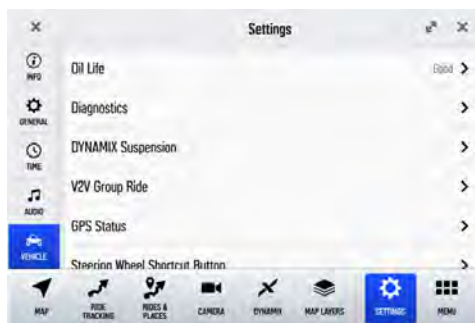 Settings
INFO
GENERAL
TIME
AUDIO
VEHICLE
Oil Life Good
Diagnostics
DYNAMIX Suspension
V2V Group Ride
GPS Status
Steering Wheel Shortcut Button
MAP
RIDE
TRACKING
RIDES &
PLACES
CAMERA
DYNAMIX
MAP LAYERS
SETTINGS
MENU